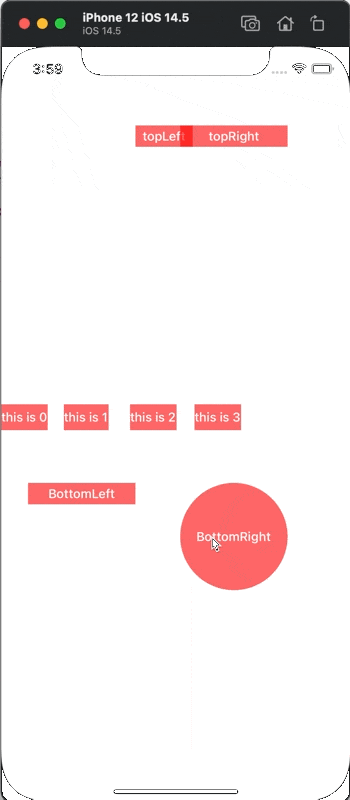 iPhone 12 iOS 14.5
iOS 14.5
3:59
topLeft topRight
this is 0 this is 1 this is 2 this is 3
BottomLeft
BottomRight